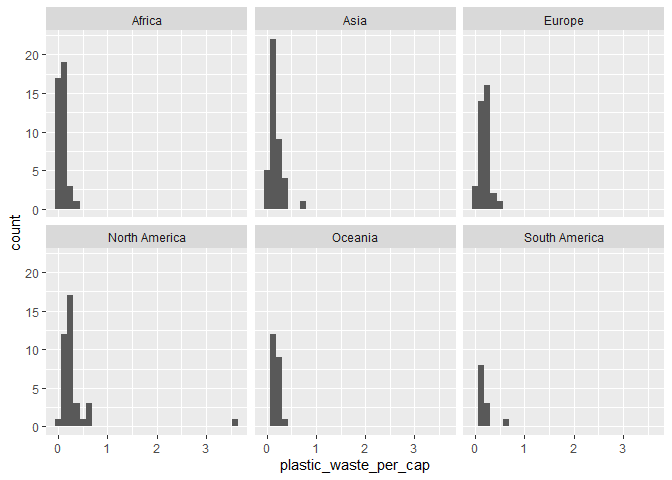 Africa
Asia
Europe
20
15
10
5
0
North America
Oceania
South America
20
15
10
5
0
count
0 1 2 3
0 1 2 3
0 1 2 3
plastic_waste_per_cap